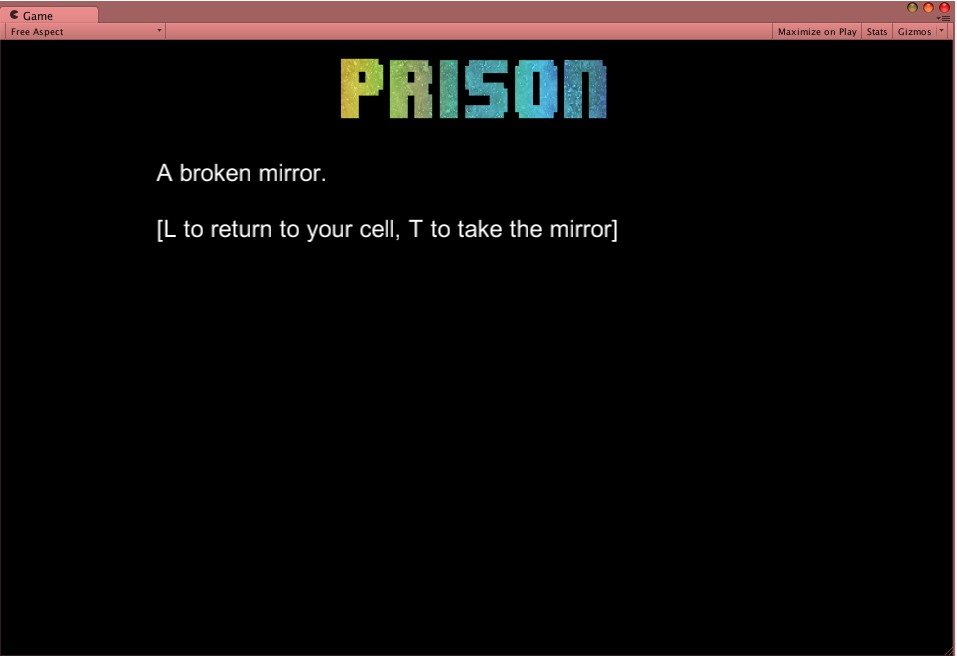 Game
Free Aspect
Maximize on Play Stats Gizmos
PRISON
A broken mirror.
[L to return to your cell, T to take the mirror]